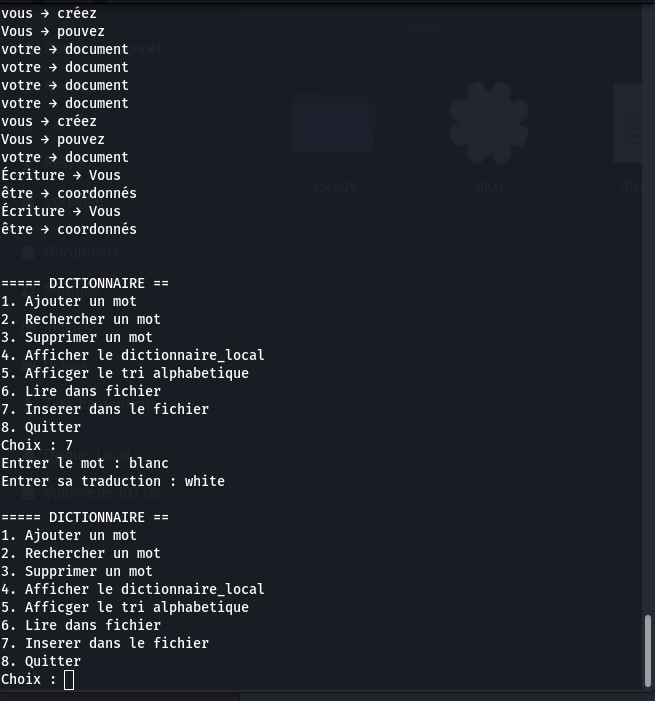 vous → créez
Vous → pouvez
votre → document
votre → document
votre → document
votre → document
vous → créez
Vous → pouvez
votre → document
Écriture → Vous
être → coordonnés
Écriture → Vous
être → coordonnés
===== DICTIONNAIRE ==
1. Ajouter un mot
2. Rechercher un mot
3. Supprimer un mot
4. Afficher le dictionnaire_local
5. Afficger le tri alphabetique
6. Lire dans fichier
7. Inserer dans le fichier
8. Quitter
Choix : 7
Entrer le mot : blanc
Entrer sa traduction : white
===== DICTIONNAIRE ==
1. Ajouter un mot
2. Rechercher un mot
3. Supprimer un mot
4. Afficher le dictionnaire_local
5. Afficger le tri alphabetique
6. Lire dans fichier
7. Inserer dans le fichier
8. Quitter
Choix :
projects
.vscode
dico
Documents